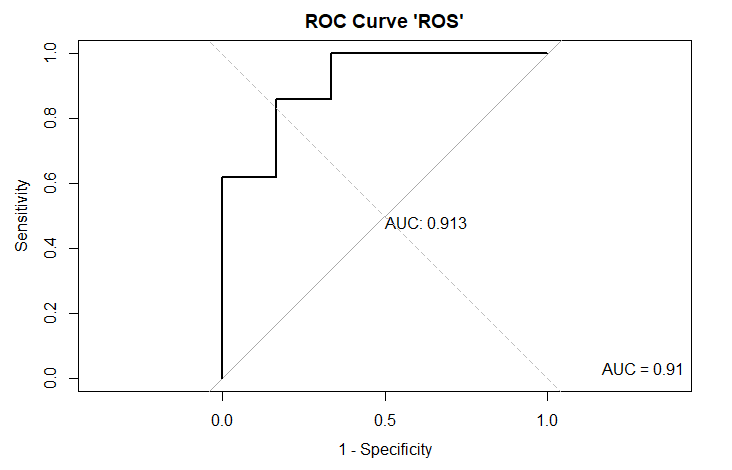 ROC Curve 'ROS'
Sensitivity
1.0
0.8
0.6
0.4
0.2
0.0
AUC: 0.913
AUC = 0.91
0.0 0.5 1.0
1 - Specificity